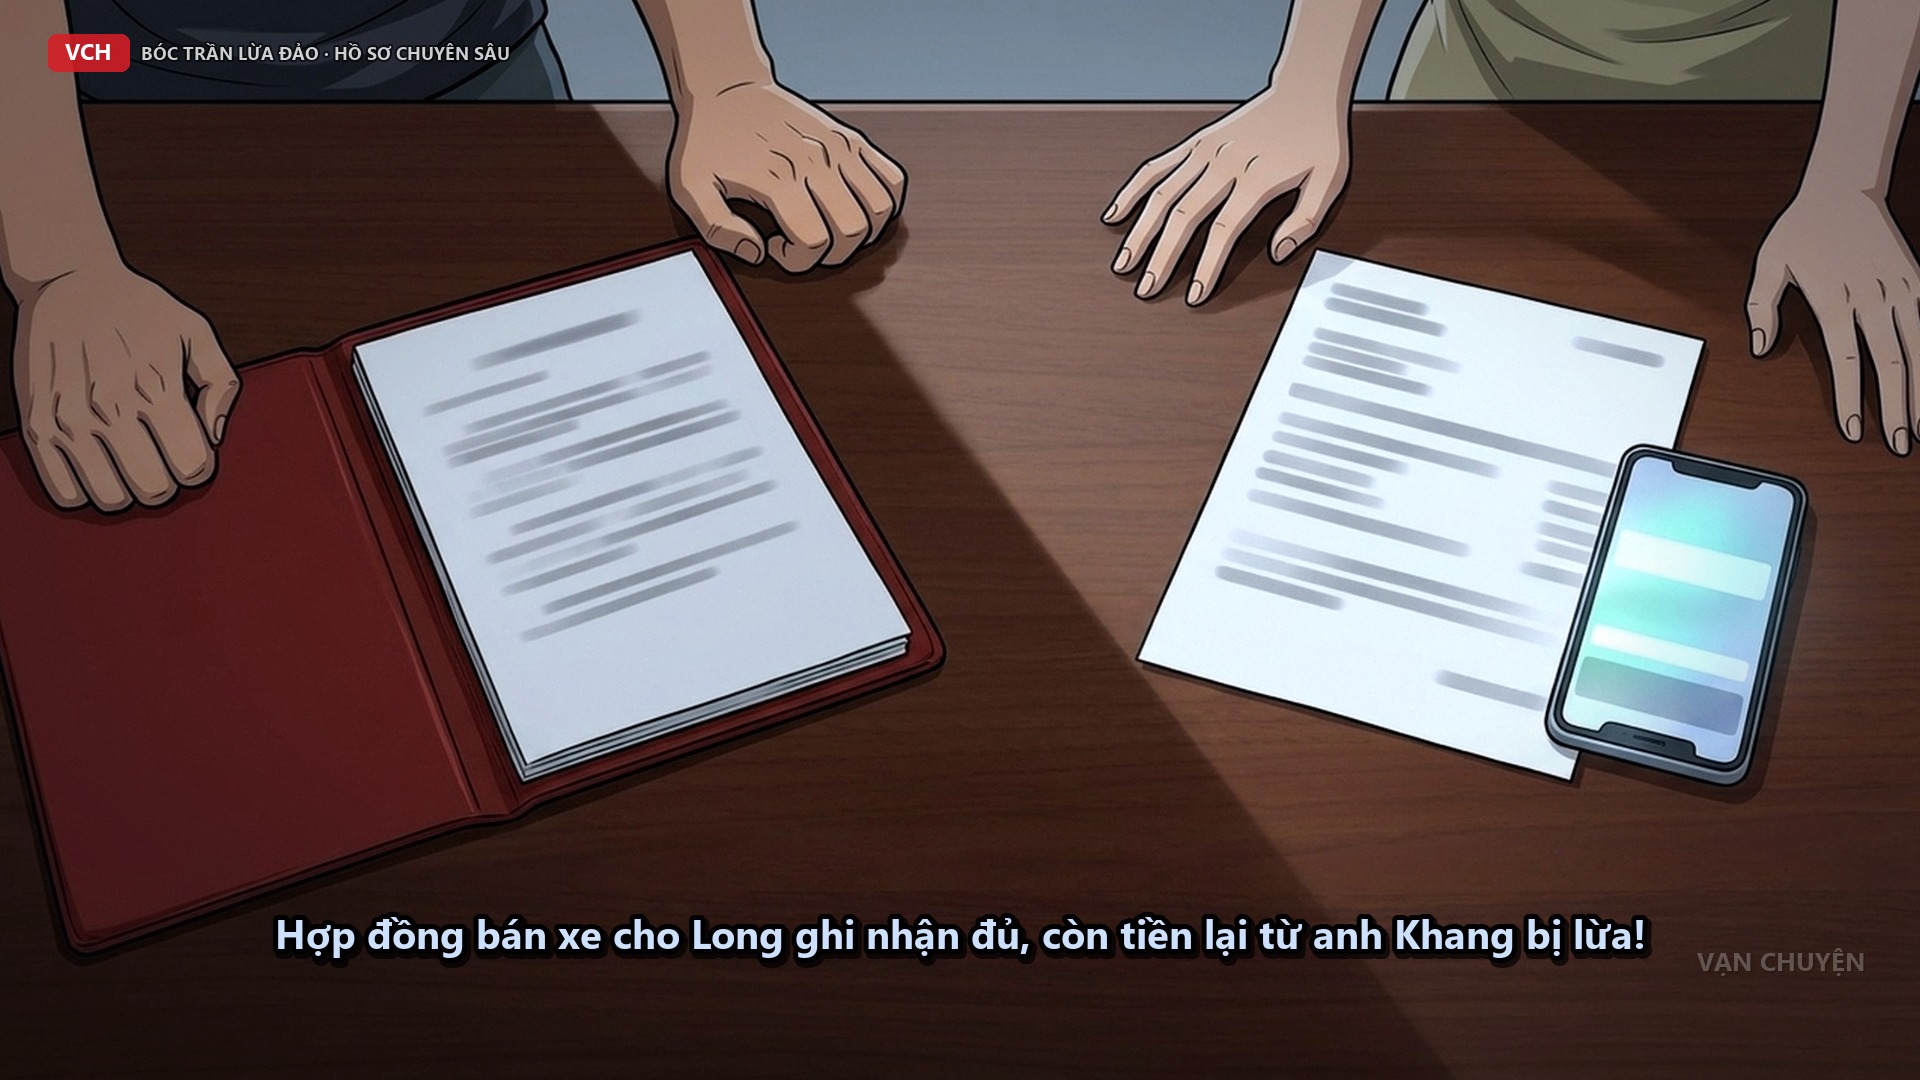 VCH BÓC TRẦN LỪA ĐẢO · HỒ SƠ CHUYÊN SÂU
Hợp đồng bán xe cho Long ghi nhận đủ, còn tiền lại từ anh Khang bị lừa!
VẠN CHUYỆN